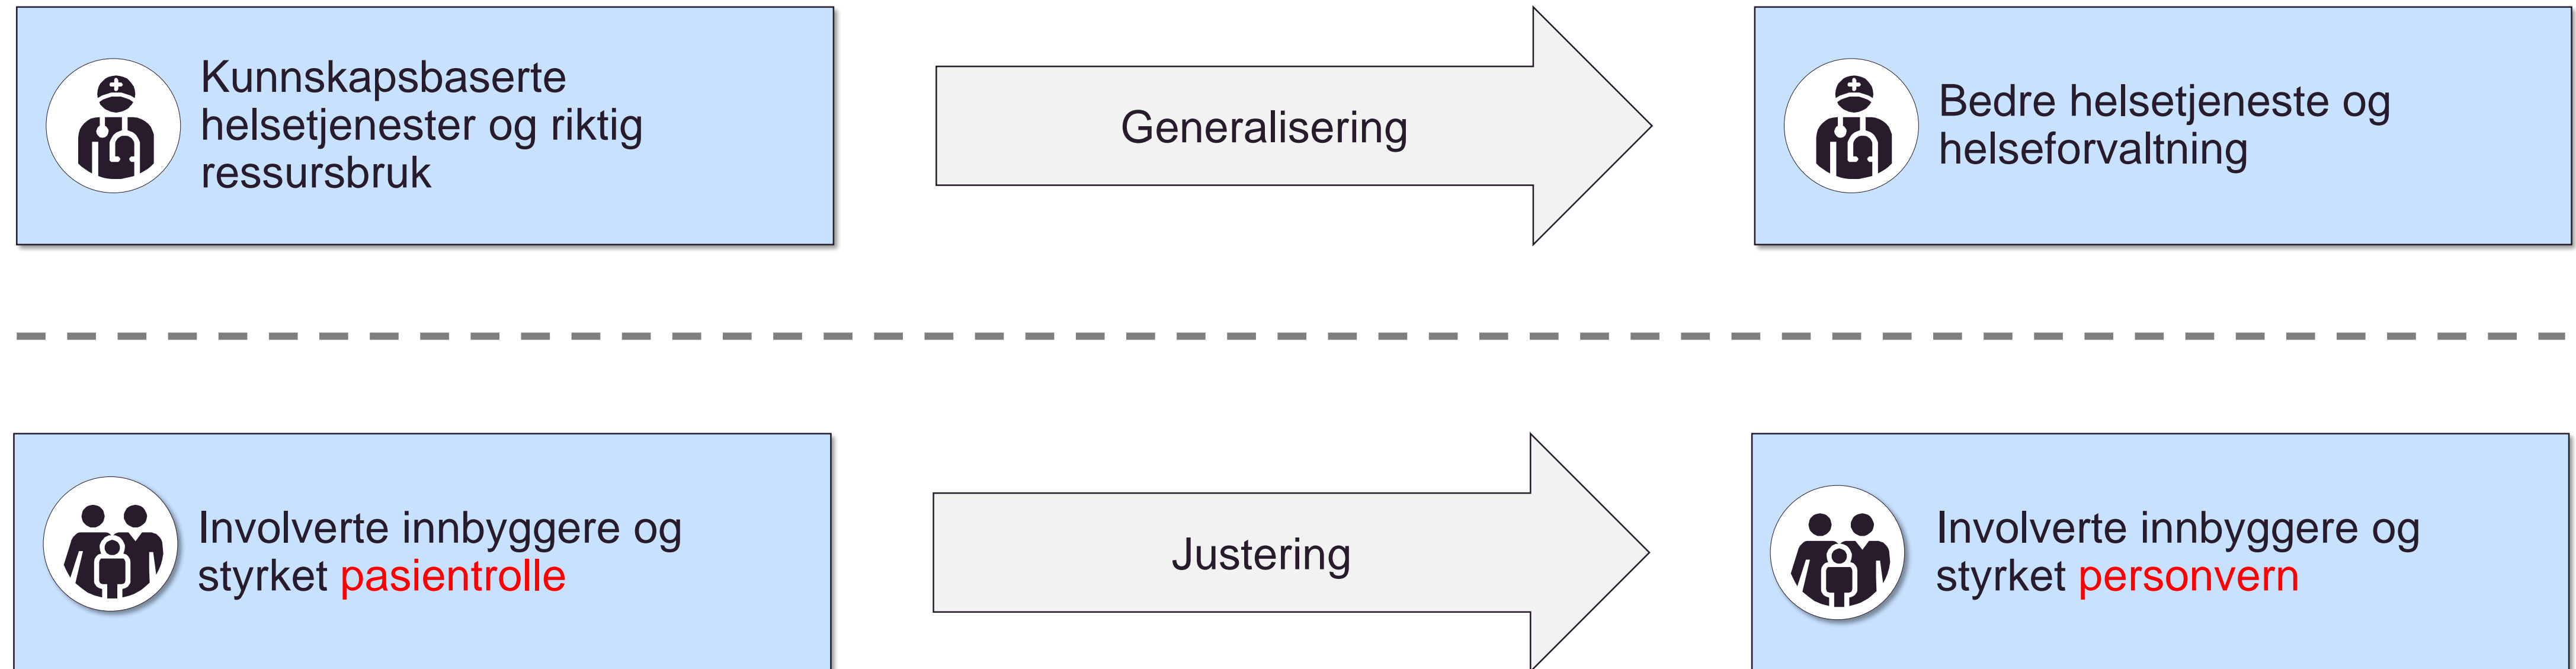 Kunnskapsbaserte
helsetjenester og riktig
ressursbruk
Generalisering
Bedre helsetjeneste og
helseforvaltning
Involverte innbyggere og
styrket pasientrolle
Justering
Involverte innbyggere og
styrket personvern